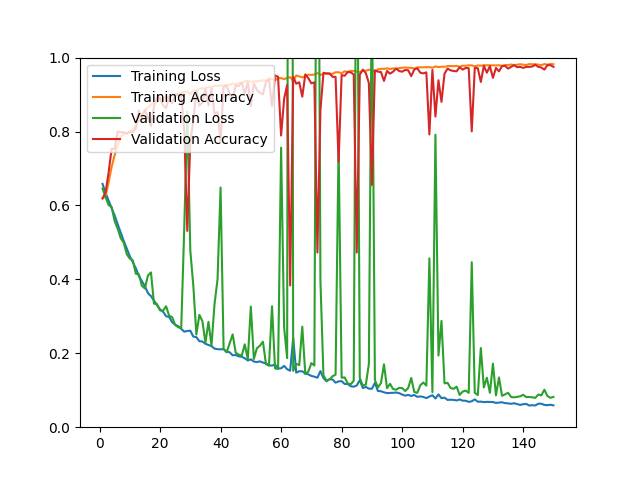 1.0
0.8
0.6
0.4
0.2
0.0
Training Loss
Training Accuracy
Validation Loss
Validation Accuracy
0 20 40 60 80 100 120 140